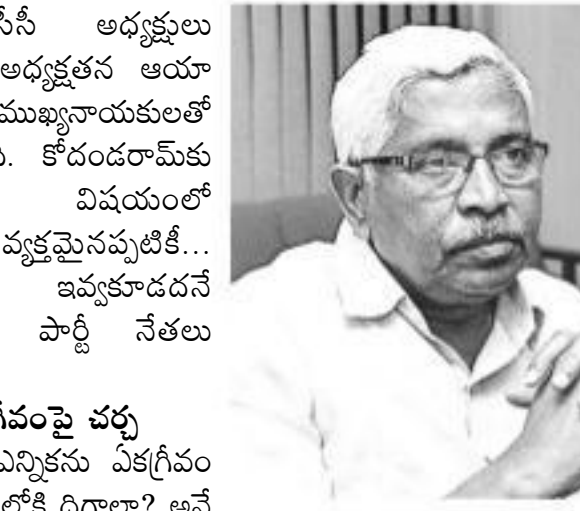 అధ్యక్షులు
అధ్యక్షతన ఆయా
ముఖ్యనాయకులతో
కోదండరామ్‌కు
విషయంలో
వ్యక్తమైనప్పటికీ...
ఇవ్వకూడదనే
పార్టీ నేతలు
చర్చ
ఎన్నికను ఏకగ్రీవం
దిగాలా? అనే